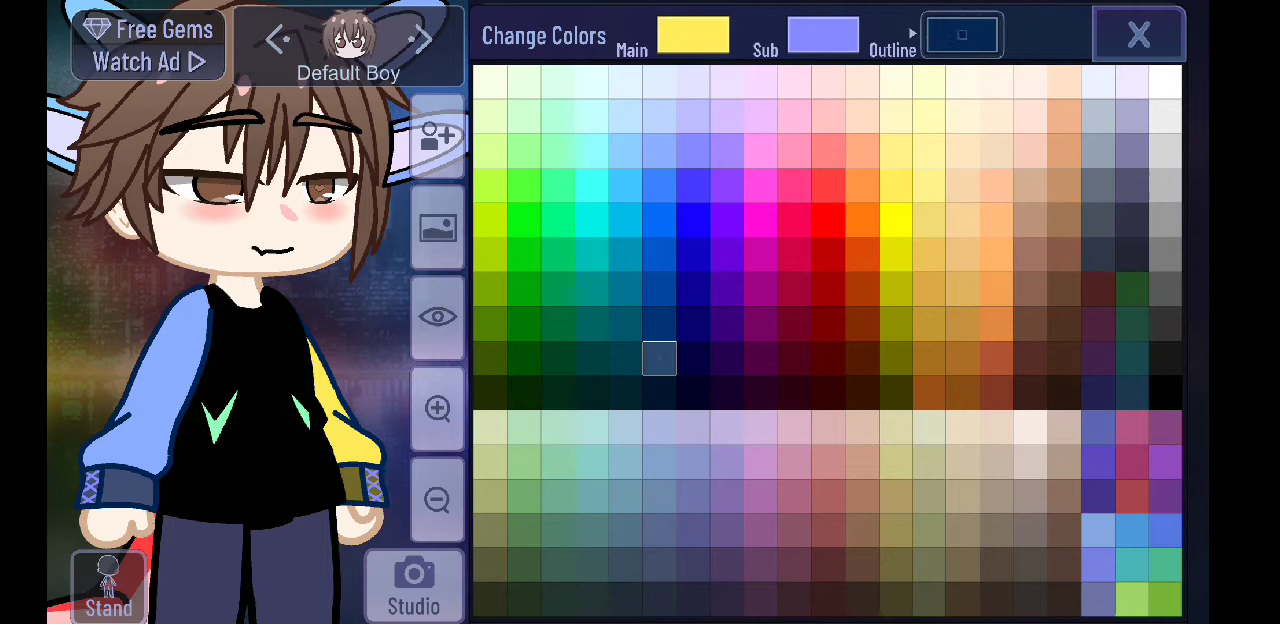 Free Gems
Watch Ad
Default Boy
Change Colors
Main
Sub
Outline
X
Stand
Studio